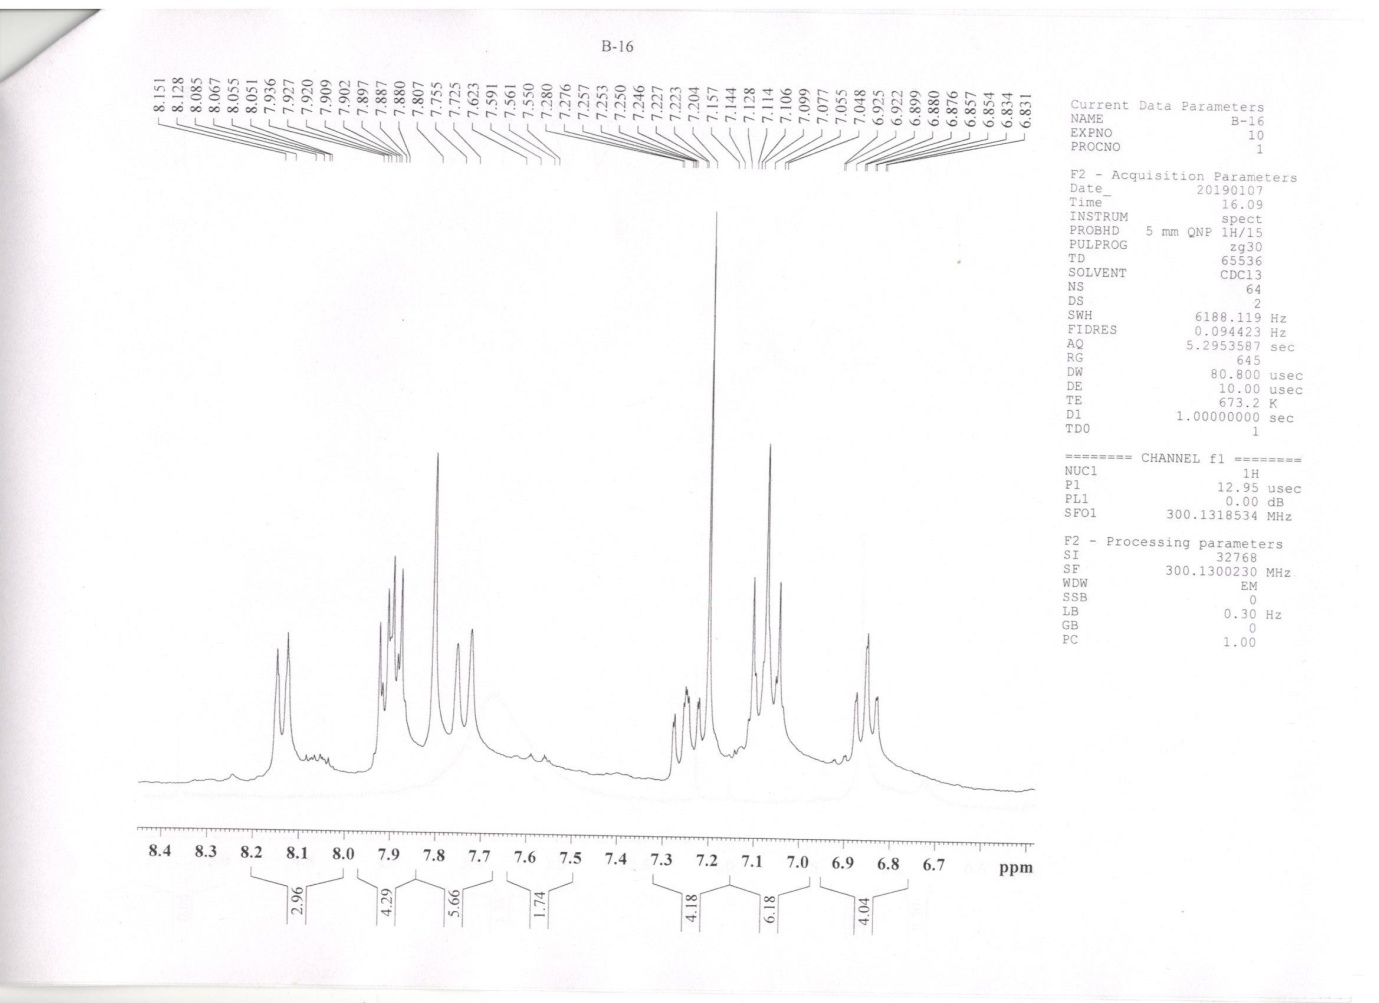 B-16
8.151
8.128
8.085
8.067
8.055
8.051
7.936
7.927
7.920
7.909
7.902
7.897
7.887
7.880
7.807
7.755
7.725
7.623
7.591
7.561
7.550
7.280
7.276
7.257
7.253
7.250
7.246
7.227
7.223
7.204
7.157
7.144
7.128
7.114
7.106
7.099
7.077
7.055
7.048
6.925
6.922
6.899
6.880
6.876
6.857
6.854
6.834
6.831
Current Data Parameters
NAME B-16
EXPNO 10
PROCNO 1
F2 - Acquisition Parameters
Date_ 20190107
Time 16.09
INSTRUM spect
PROBHD 5 mm QNP 1H/15
PULPROG zg30
TD 65536
SOLVENT CDCl3
NS 64
DS 2
SWH 6188.119 Hz
FIDRES 0.094423 Hz
AQ 5.2953587 sec
RG 645
DW 80.800 usec
DE 10.00 usec
TE 673.2 K
D1 1.00000000 sec
TD0 1
======== CHANNEL f1 ========
NUC1 1H
P1 12.95 usec
PL1 0.00 dB
SFO1 300.1318534 MHz
F2 - Processing parameters
SI 32768
SF 300.1300230 MHz
WDW EM
SSB 0
LB 0.30 Hz
GB 0
PC 1.00
8.4 8.3 8.2 8.1 8.0 7.9 7.8 7.7 7.6 7.5 7.4 7.3 7.2 7.1 7.0 6.9 6.8 6.7 ppm
2.96 4.29 5.66 1.74 4.18 6.18 4.04